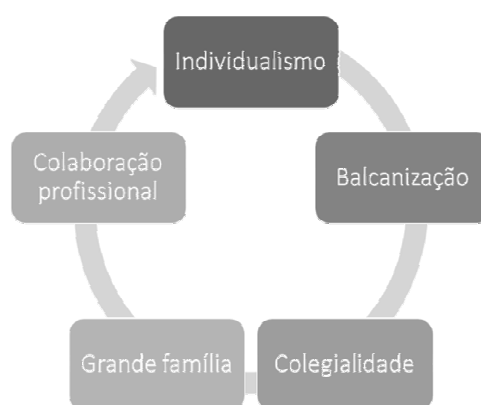 Individualismo
Balcanização
Colegialidade
Grande família
Colaboração
profissional